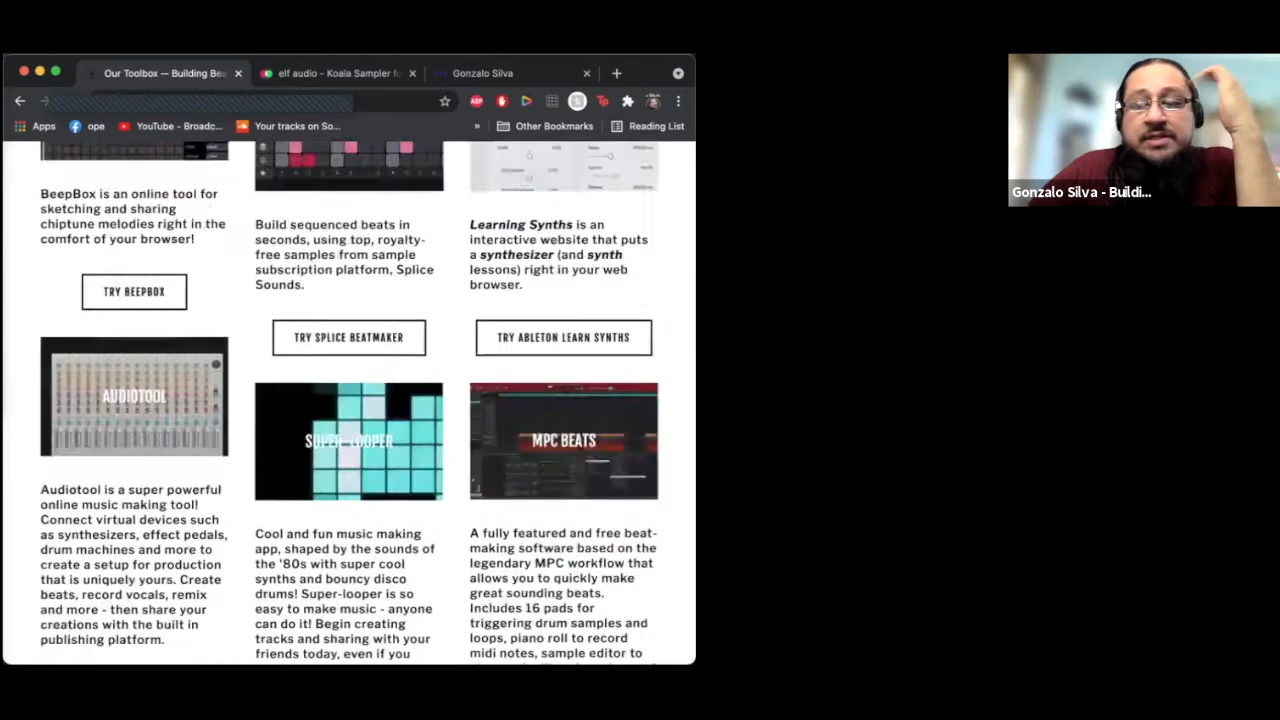 Our Toolbox — Building Bea
elf audio - Koala Sampler fo
Gonzalo Silva
ABP
Apps
ope
YouTube - Broadc...
Your tracks on So...
»
Other Bookmarks
Reading List
BeepBox is an online tool for
sketching and sharing
chiptune melodies right in the
comfort of your browser!
TRY BEEPBOX
AUDIOTOOL
Audiotool is a super powerful
online music making tool!
Connect virtual devices such
as synthesizers, effect pedals,
drum machines and more to
create a setup for production
that is uniquely yours. Create
beats, record vocals, remix
and more - then share your
creations with the built in
publishing platform.
Build sequenced beats in
seconds, using top, royalty-
free samples from sample
subscription platform, Splice
Sounds.
TRY SPLICE BEATMAKER
SUPER-LOOPER
Cool and fun music making
app, shaped by the sounds of
the '80s with super cool
synths and bouncy disco
drums! Super-looper is so
easy to make music - anyone
can do it! Begin creating
tracks and sharing with your
friends today, even if you
Learning Synths is an
interactive website that puts
a synthesizer (and synth
lessons) right in your web
browser.
TRY ABLETON LEARN SYNTHS
MPC BEATS
A fully featured and free beat-
making software based on the
legendary MPC workflow that
allows you to quickly make
great sounding beats.
Includes 16 pads for
triggering drum samples and
loops, piano roll to record
midi notes, sample editor to
Gonzalo Silva - Buildi...